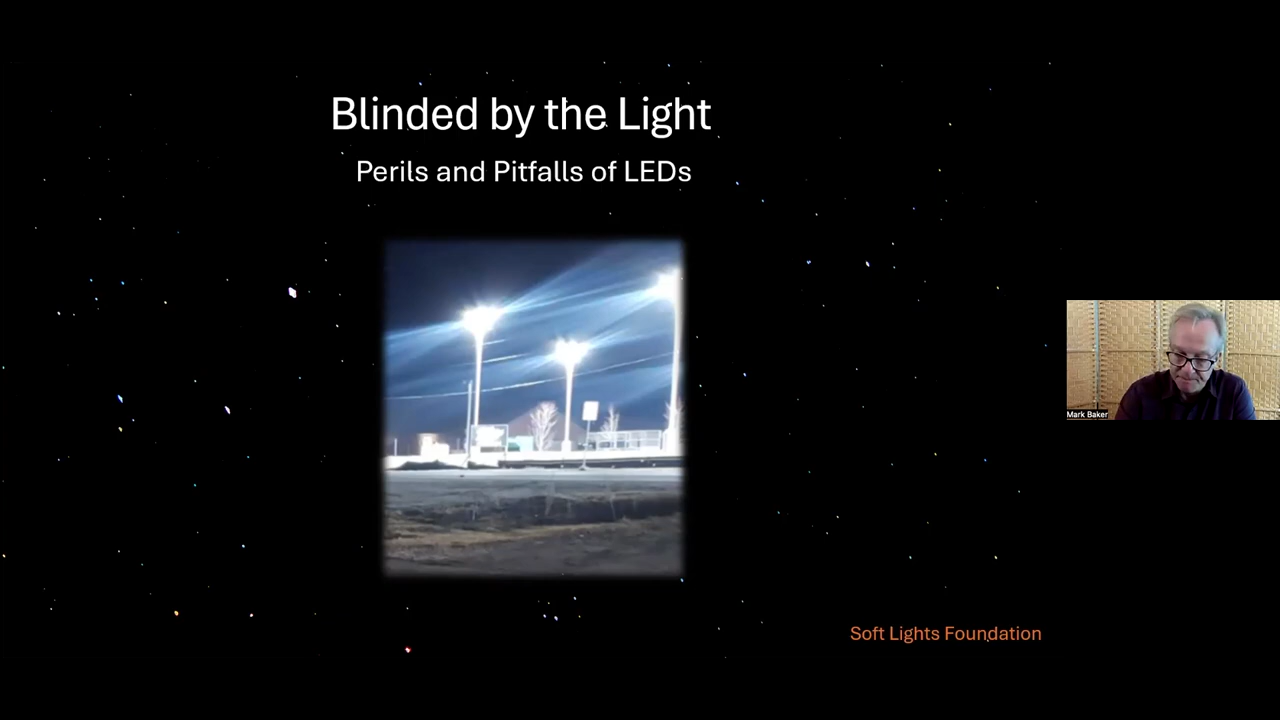 Blinded by the Light
Perils and Pitfalls of LEDs
Mark Baker
Soft Lights Foundation